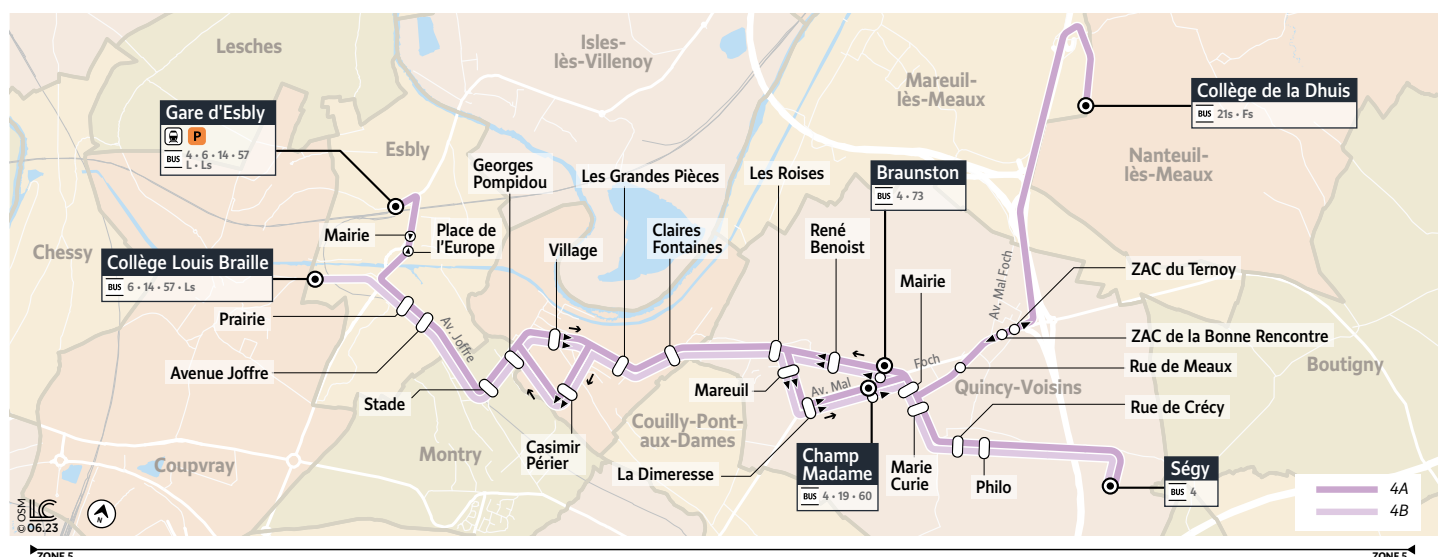 Lesches
Isles-
lès-Villenoy
Mareuil-
lès-Meaux
Collège de la Dhuis
BUS 21s • Fs
Gare d'Esbly
P
BUS 4 • 6 • 14 • 57
L • Ls
Esbly
Nanteuil-
lès-Meaux
Georges
Pompidou
Les Grandes Pièces
Les Roises
Braunston
BUS 4 • 73
Mairie
Place de
l'Europe
Chessy
Collège Louis Braille
BUS 6 • 14 • 57 • Ls
Village
Claires
Fontaines
René
Benoist
Mairie
Av. Mal Foch
ZAC du Ternoy
Prairie
Av. Joffre
ZAC de la Bonne Rencontre
Avenue Joffre
Foch
Rue de Meaux
Boutigny
Mareuil
Av. Mal
Quincy-Voisins
Stade
Rue de Crécy
Couilly-Pont-
aux-Dames
Montry
Casimir
Périer
La Dimeresse
Champ
Madame
BUS 4 • 19 • 60
Marie
Curie
Philo
Ségy
BUS 4
Coupvray
© OSM
LC
06.23
N
4A
4B
ZONE 5
ZONE 5